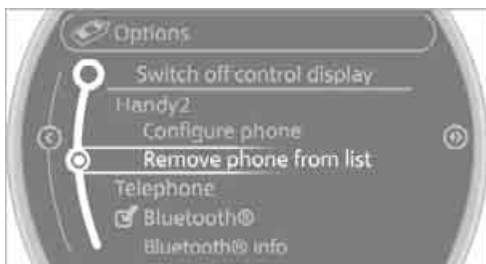 Options
Switch off control display
Handy2
Configure phone
Remove phone from list
Telephone
Bluetooth®
Bluetooth® info